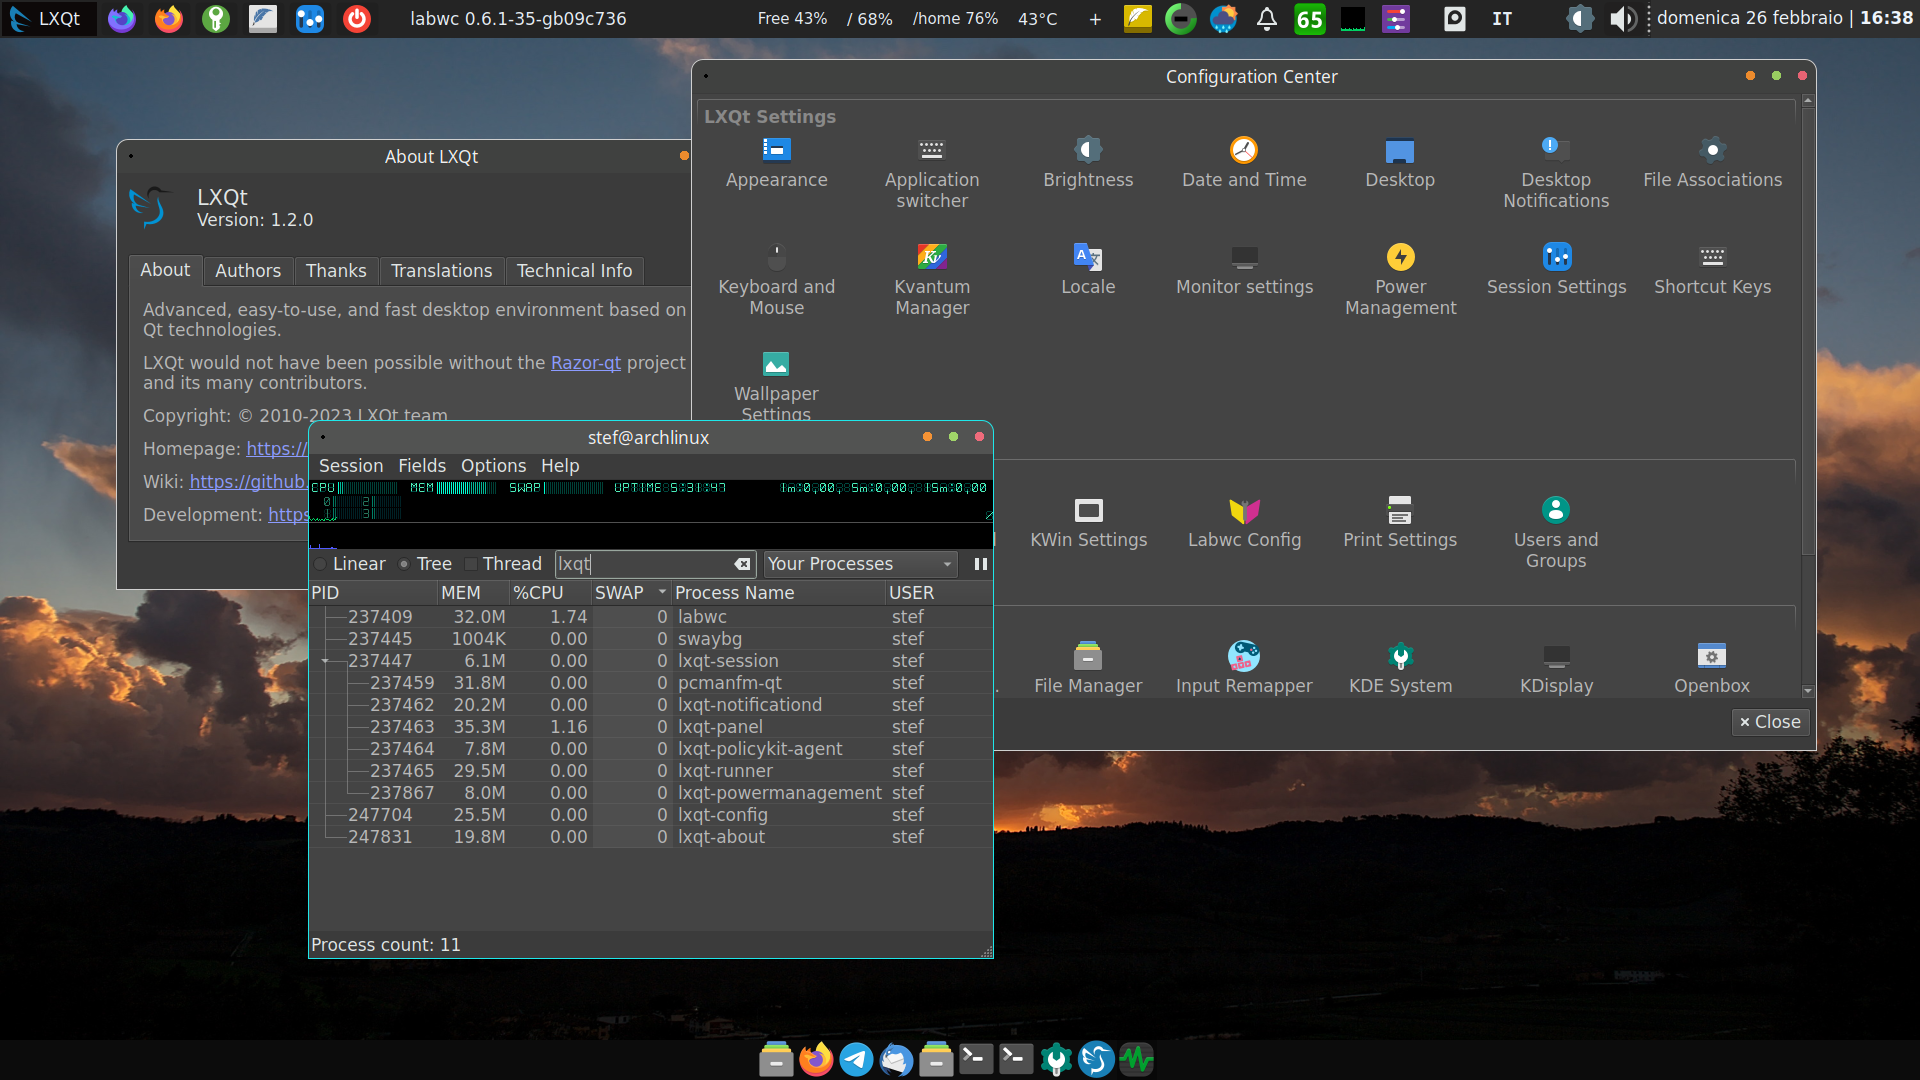 LXQt
labwc 0.6.1-35-gb09c736
Free 43% / 68% /home 76% 43°C +
65
IT
domenica 26 febbraio | 16:38
Configuration Center
LXQt Settings
Appearance
Application switcher
Brightness
Date and Time
Desktop
Desktop Notifications
File Associations
Keyboard and Mouse
Kvantum Manager
Locale
Monitor settings
Power Management
Session Settings
Shortcut Keys
Wallpaper Settings
KWin Settings
Labwc Config
Print Settings
Users and Groups
File Manager
Input Remapper
KDE System
KDisplay
Openbox
Close
About LXQt
LXQt
Version: 1.2.0
About Authors Thanks Translations Technical Info
Advanced, easy-to-use, and fast desktop environment based on
Qt technologies.
LXQt would not have been possible without the Razor-qt project
and its many contributors.
Copyright: © 2010-2023 LXQt team
Homepage: https://
Wiki: https://github.
Development: https
stef@archlinux
Session Fields Options Help
CPU MEM SWAP UPTIME 5:31:47 1m:0,00, 5m:0,00, 15m:0,00
0 2
1 3
Linear Tree Thread lxqt Your Processes
PID MEM %CPU SWAP Process Name USER
237409 32.0M 1.74 0 labwc stef
237445 1004K 0.00 0 swaybg stef
237447 6.1M 0.00 0 lxqt-session stef
237459 31.8M 0.00 0 pcmanfm-qt stef
237462 20.2M 0.00 0 lxqt-notificationd stef
237463 35.3M 1.16 0 lxqt-panel stef
237464 7.8M 0.00 0 lxqt-policykit-agent stef
237465 29.5M 0.00 0 lxqt-runner stef
237867 8.0M 0.00 0 lxqt-powermanagement stef
247704 25.5M 0.00 0 lxqt-config stef
247831 19.8M 0.00 0 lxqt-about stef
Process count: 11